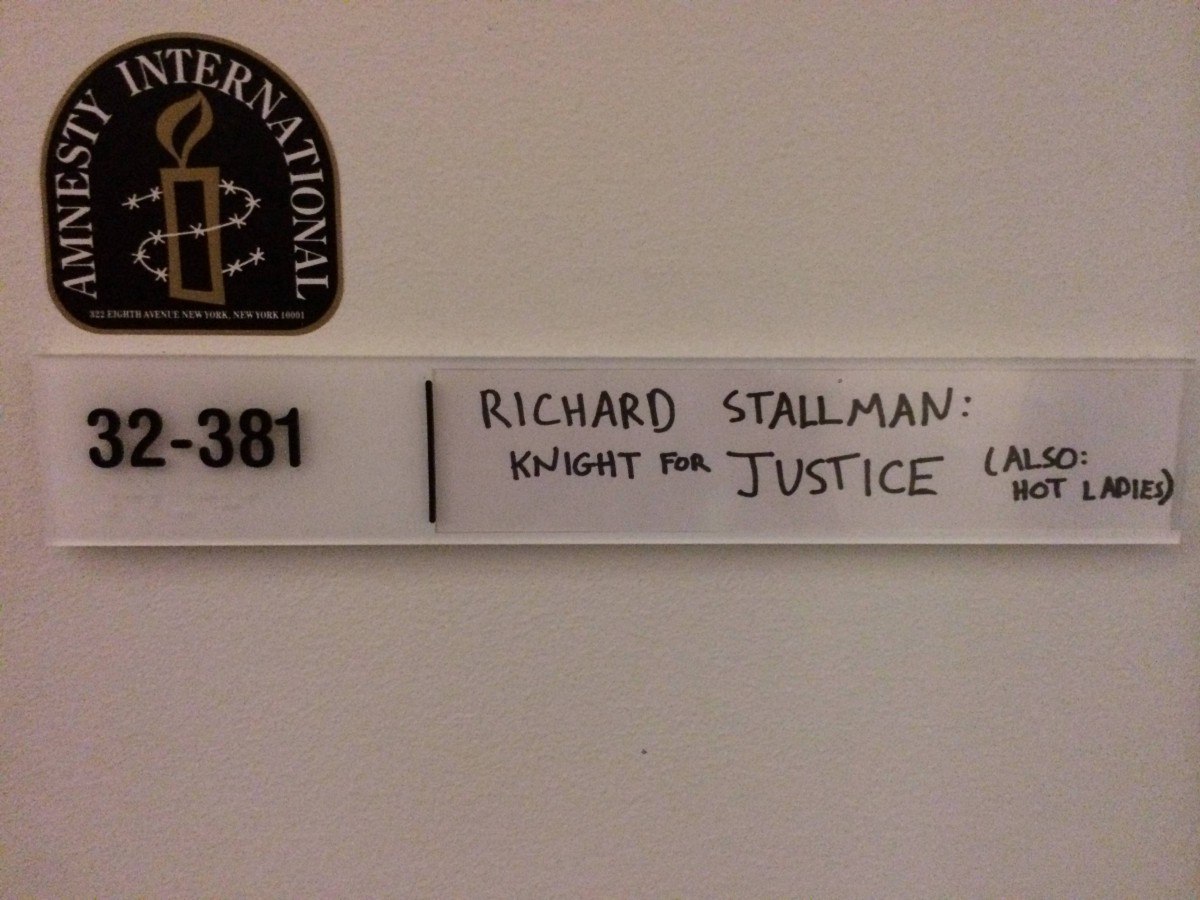 AMNESTY INTERNATIONAL
322 EIGHTH AVENUE NEW YORK, NEW YORK 10001
32-381
RICHARD STALLMAN:
KNIGHT FOR JUSTICE (ALSO:
HOT LADIES)